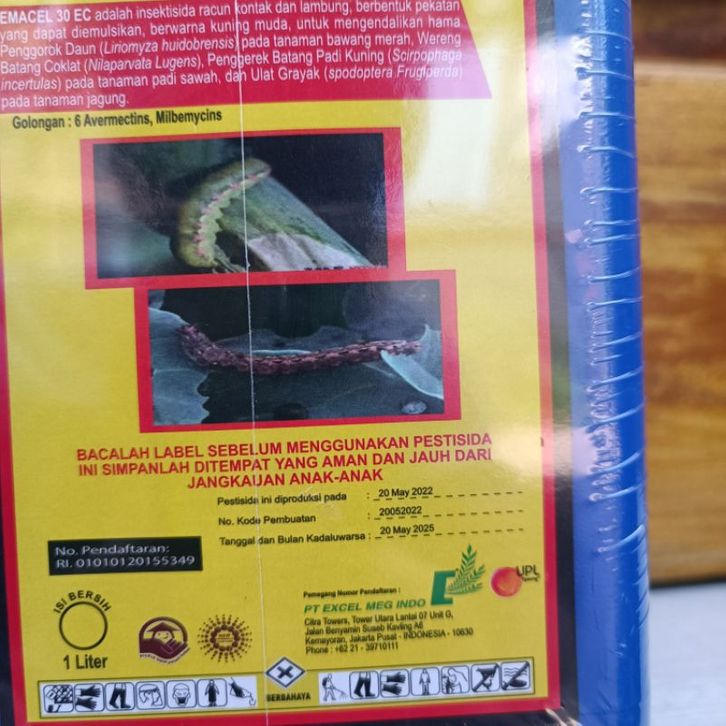 EMACEL 30 EC adalah insektisida racun kontak dan lambung, berbentuk pekatan
yang dapat diemulsikan, berwarna kuning muda, untuk mengendalikan hama
Penggorok Daun (Liriomyza huidobrensis) pada tanaman bawang merah, Wereng
Batang Coklat (Nilaparvata Lugens), Penggerek Batang Padi Kuning (Scirpophaga
incertulas) pada tanaman padi sawah, dan Ulat Grayak (spodoptera Frugiperda)
pada tanaman jagung.
Golongan : 6 Avermectins, Milbemycins
BACALAH LABEL SEBELUM MENGGUNAKAN PESTISIDA
INI SIMPANLAH DITEMPAT YANG AMAN DAN JAUH DARI
JANGKAUAN ANAK-ANAK
Pestisida ini diproduksi pada : 20 May 2022
No. Kode Pembuatan : 20052022
Tanggal dan Bulan Kadaluwarsa : 20 May 2025
No. Pendaftaran:
RI. 01010120155349
ISI BERSIH
1 Liter
Pemegang Nomor Pendaftaran :
PT EXCEL MEG INDO
Citra Towers, Tower Utara Lantai 07 Unit G,
Jalan Benyamin Sueb Kavling A6
Kemayoran, Jakarta Pusat - INDONESIA - 10630
Phone : +62 21 - 39710111
UPL
BERBAHAYA